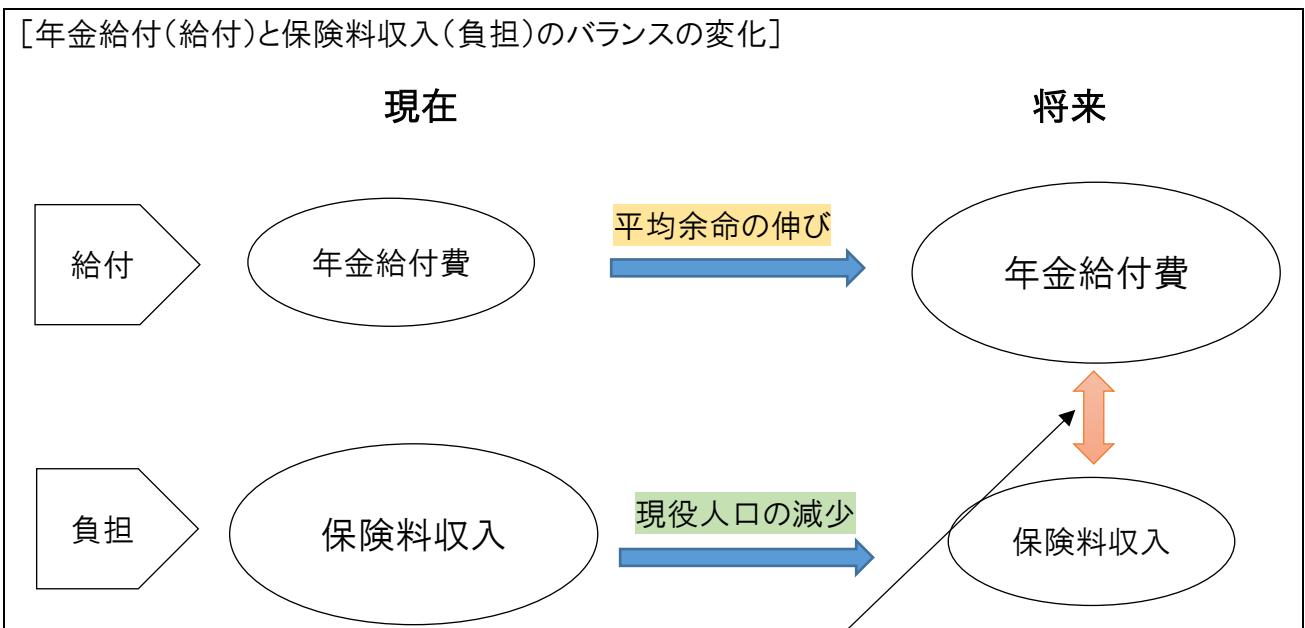 [年金給付(給付)と保険料収入(負担)のバランスの変化]
現在
将来
給付
年金給付費
平均余命の伸び
年金給付費
負担
保険料収入
現役人口の減少
保険料収入